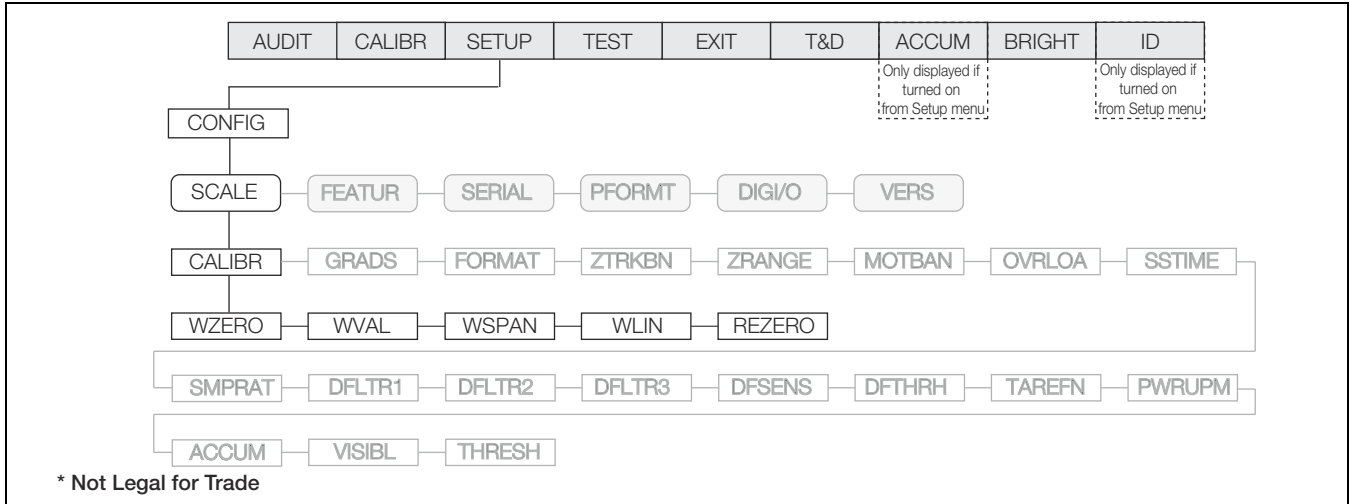 AUDIT CALIBR SETUP TEST EXIT T&D ACCUM BRIGHT ID
Only displayed if turned on from Setup menu
Only displayed if turned on from Setup menu
CONFIG
SCALE FEATUR SERIAL PFORMT DIGI/O VERS
CALIBR GRADS FORMAT ZTRKBN ZRANGE MOTBAN OVRLOA SSTIME
WZERO WVAL WSPAN WLIN REZERO
SMPRAT DFLTR1 DFLTR2 DFLTR3 DFSENS DFTHRH TAREFN PWRUPM
ACCUM VISIBL THRESH
* Not Legal for Trade